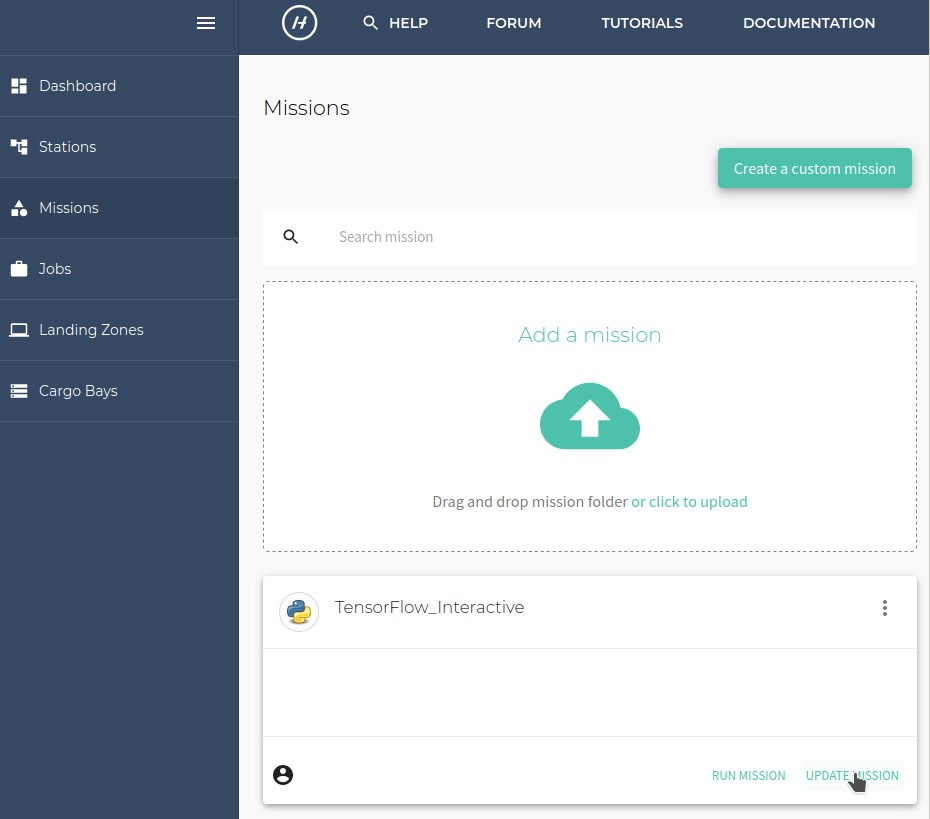 HELP
FORUM
TUTORIALS
DOCUMENTATION
Dashboard
Stations
Missions
Jobs
Landing Zones
Cargo Bays
Missions
Create a custom mission
Search mission
Add a mission
Drag and drop mission folder or click to upload
TensorFlow_Interactive
RUN MISSION
UPDATE MISSION